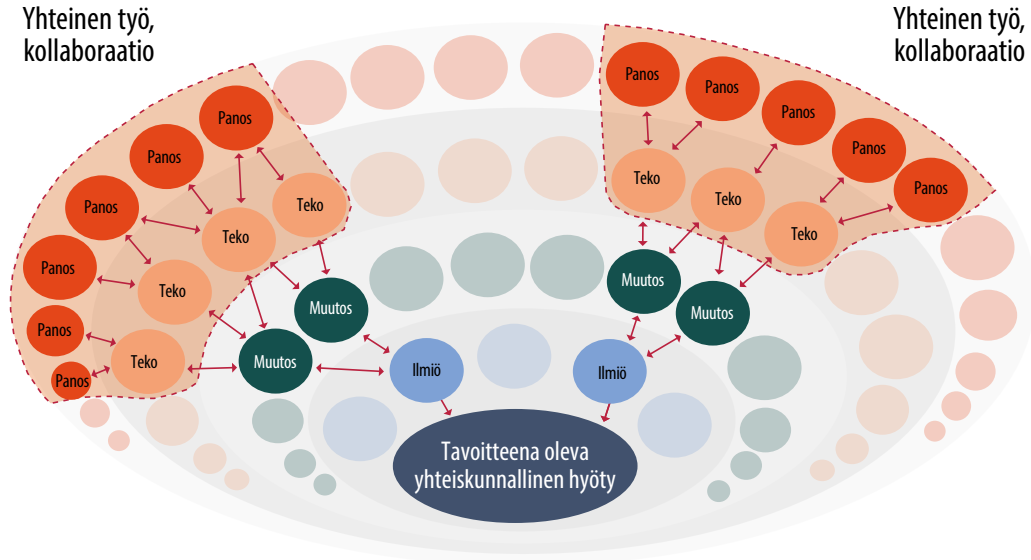 Yhteinen työ,
kollaboraatio
Yhteinen työ,
kollaboraatio
Panos
Panos
Panos
Panos
Panos
Panos
Teko
Teko
Teko
Teko
Panos
Panos
Panos
Panos
Panos
Teko
Teko
Teko
Muutos
Muutos
Muutos
Muutos
Ilmiö
Ilmiö
Tavoitteena oleva
yhteiskunnallinen hyöty